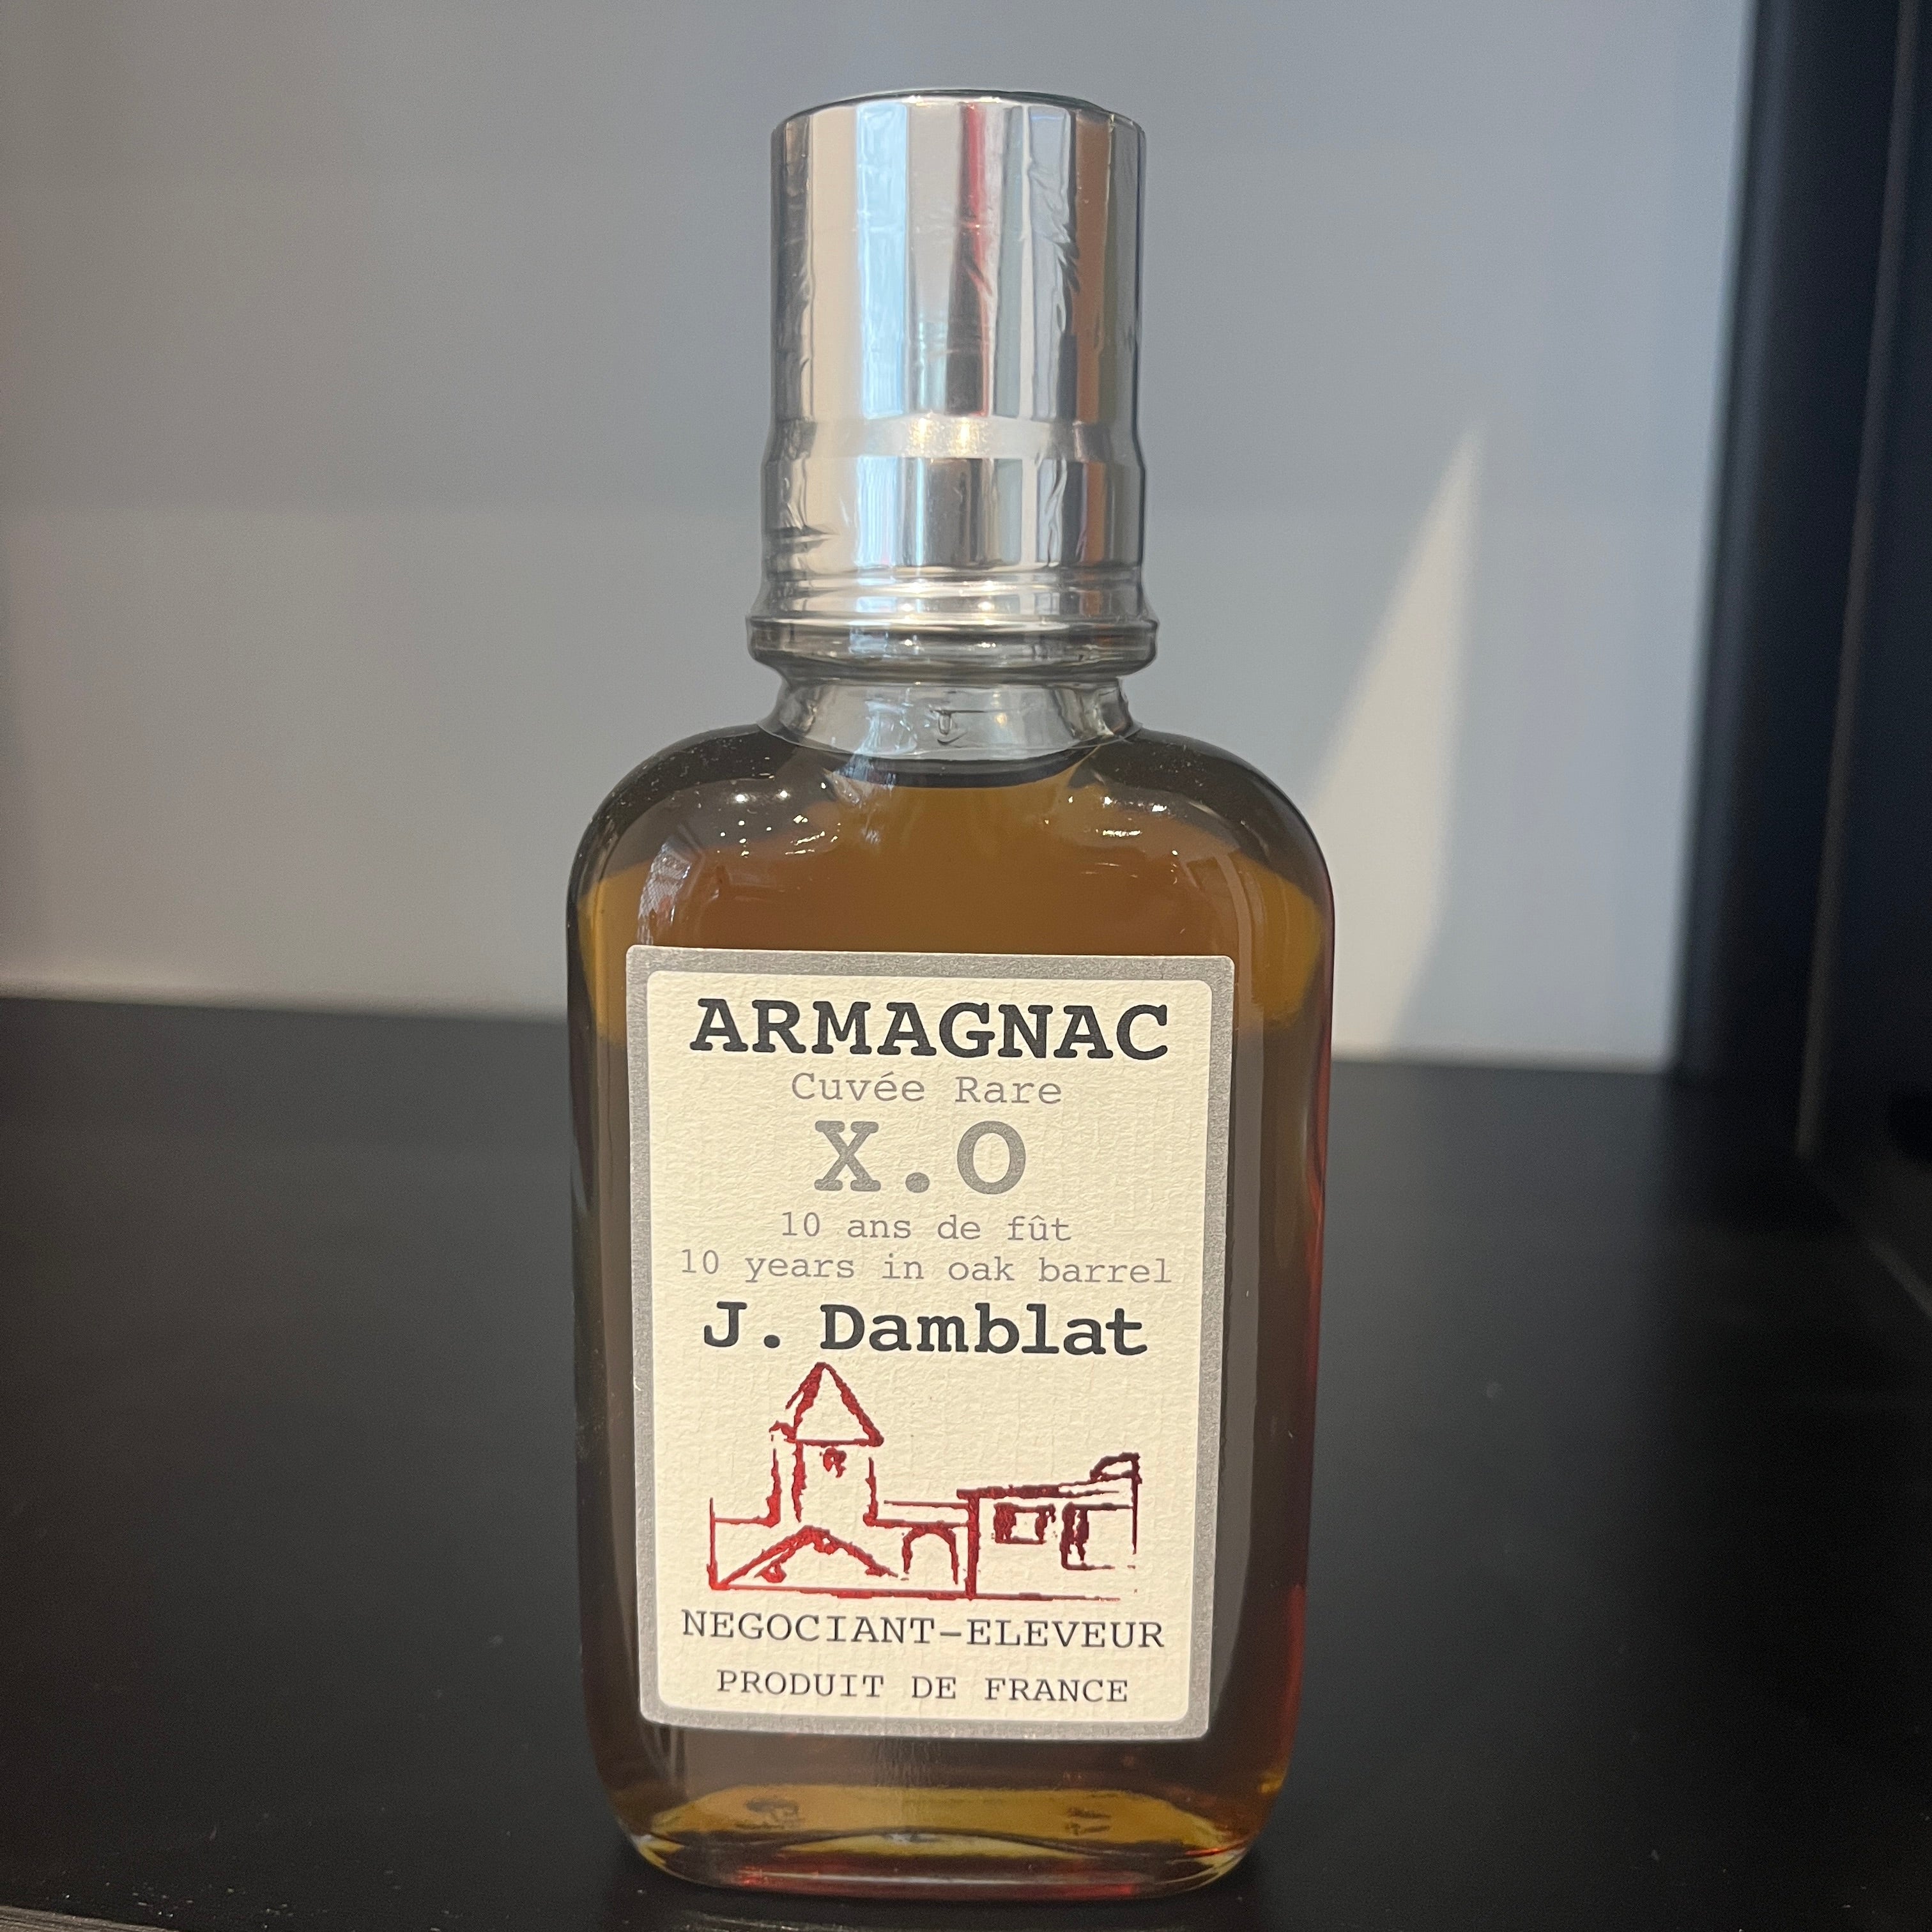 ARMAGNAC
Cuvée Rare
X.O
10 ans de fût
10 years in oak barrel
J. Damblat
NEGOCIANT-ELEVEUR
PRODUIT DE FRANCE